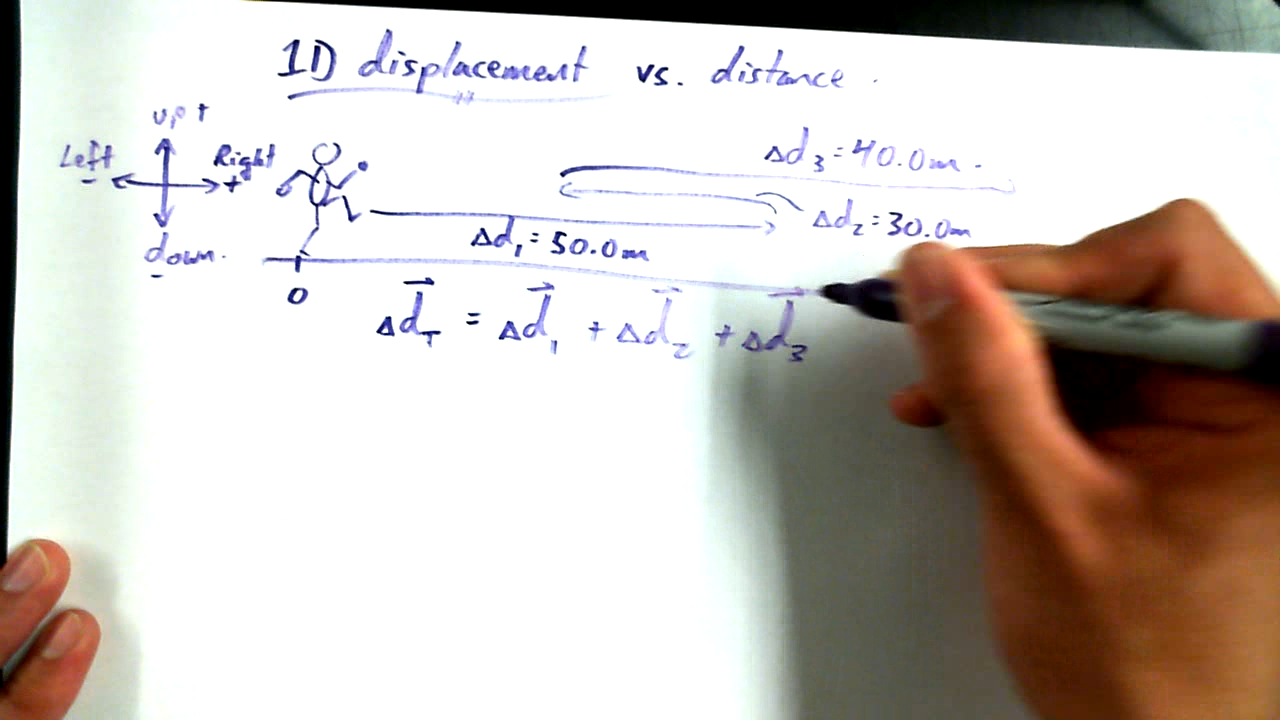 1D displacement vs. distance.
up +
Left Right
- +
down.
-
Δd₃ = 40.0m.
Δd₂ = 30.0m
Δd₁ = 50.0m
0
Δd⃗_T = Δd⃗₁ + Δd⃗₂ + Δd⃗₃